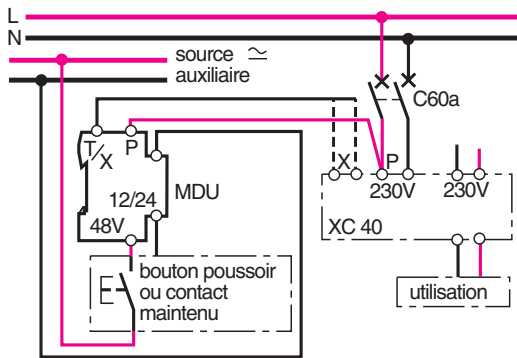 L
N
source ≃
auxiliaire
C60a
T/X P
X P
230V 230V
MDU
12/24
48V
XC 40
bouton poussoir
ou contact
maintenu
utilisation